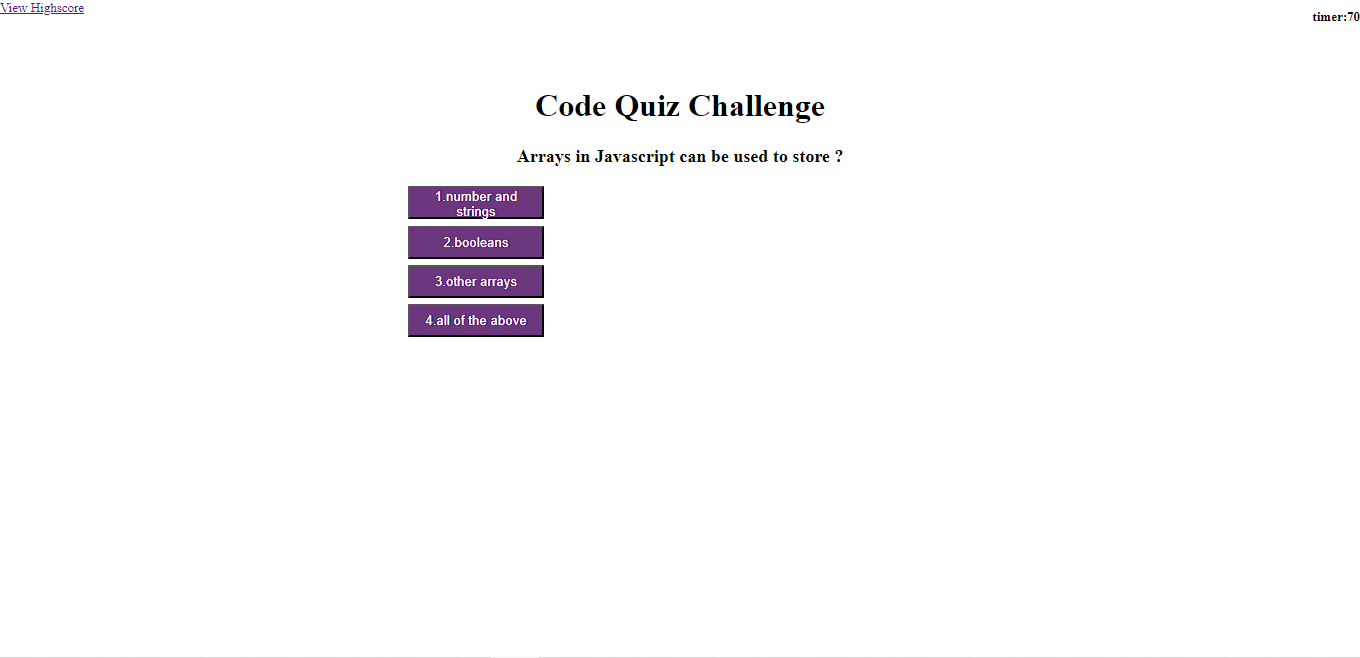 View Highscore
timer:70
Code Quiz Challenge
Arrays in Javascript can be used to store ?
1.number and
strings
2.booleans
3.other arrays
4.all of the above